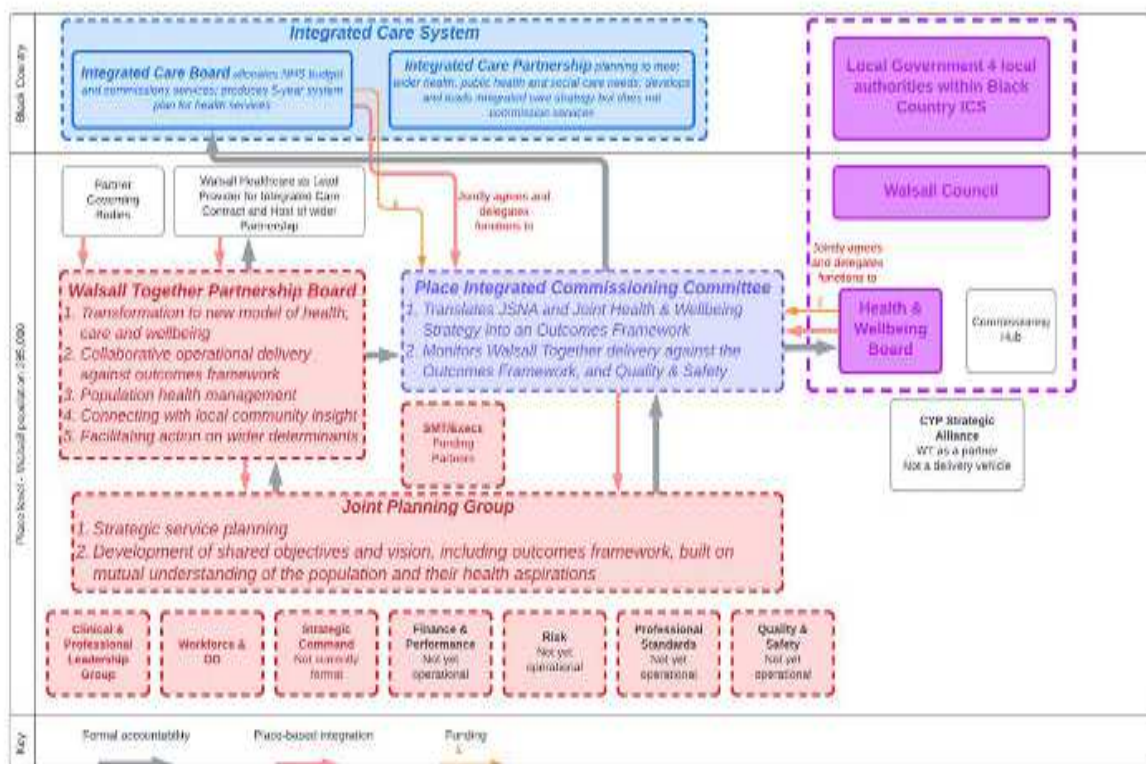 Black Country
Integrated Care System
Integrated Care Board allocates NHS budget
and commissions services; produces 5-year system
plan for health services
Integrated Care Partnership planning to meet
wider health, public health and social care needs; develops
and leads integrated care strategy but does not
commission services
Local Government 4 local
authorities within Black
Country ICS
Place level - Walsall population
Partner
Governing
Bodies
Walsall Healthcare as Lead
Provider for Integrated Care
Contract and Host of wider
Partnership
Jointly agrees and
delegates
functions to
Walsall Council
Jointly agrees
and delegates
functions to
Walsall Together Partnership Board
1. Transformation to new model of health,
care and wellbeing
2. Collaborative operational delivery
against outcomes framework
3. Population health management
4. Connecting with local community insight
5. Facilitating action on wider determinants
Place Integrated Commissioning Committee
1. Translates JSNA and Joint Health & Wellbeing
Strategy into an Outcomes Framework
2. Monitors Walsall Together delivery against the
Outcomes Framework, and Quality & Safety
Health &
Wellbeing
Board
Commissioning
Hub
SMT/Execs
Funding
Partners
CYP Strategic
Alliance
WT as a partner
Not a delivery vehicle
Joint Planning Group
1. Strategic service planning
2. Development of shared objectives and vision, including outcomes framework, built on
mutual understanding of the population and their health aspirations
Clinical &
Professional
Leadership
Group
Workforce &
OD
Strategic
Command
Not currently
format
Finance &
Performance
Not yet
operational
Risk
Not yet
operational
Professional
Standards
Not yet
operational
Quality &
Safety
Not yet
operational
Key
Formal accountability
Place-based integration
Funding
£